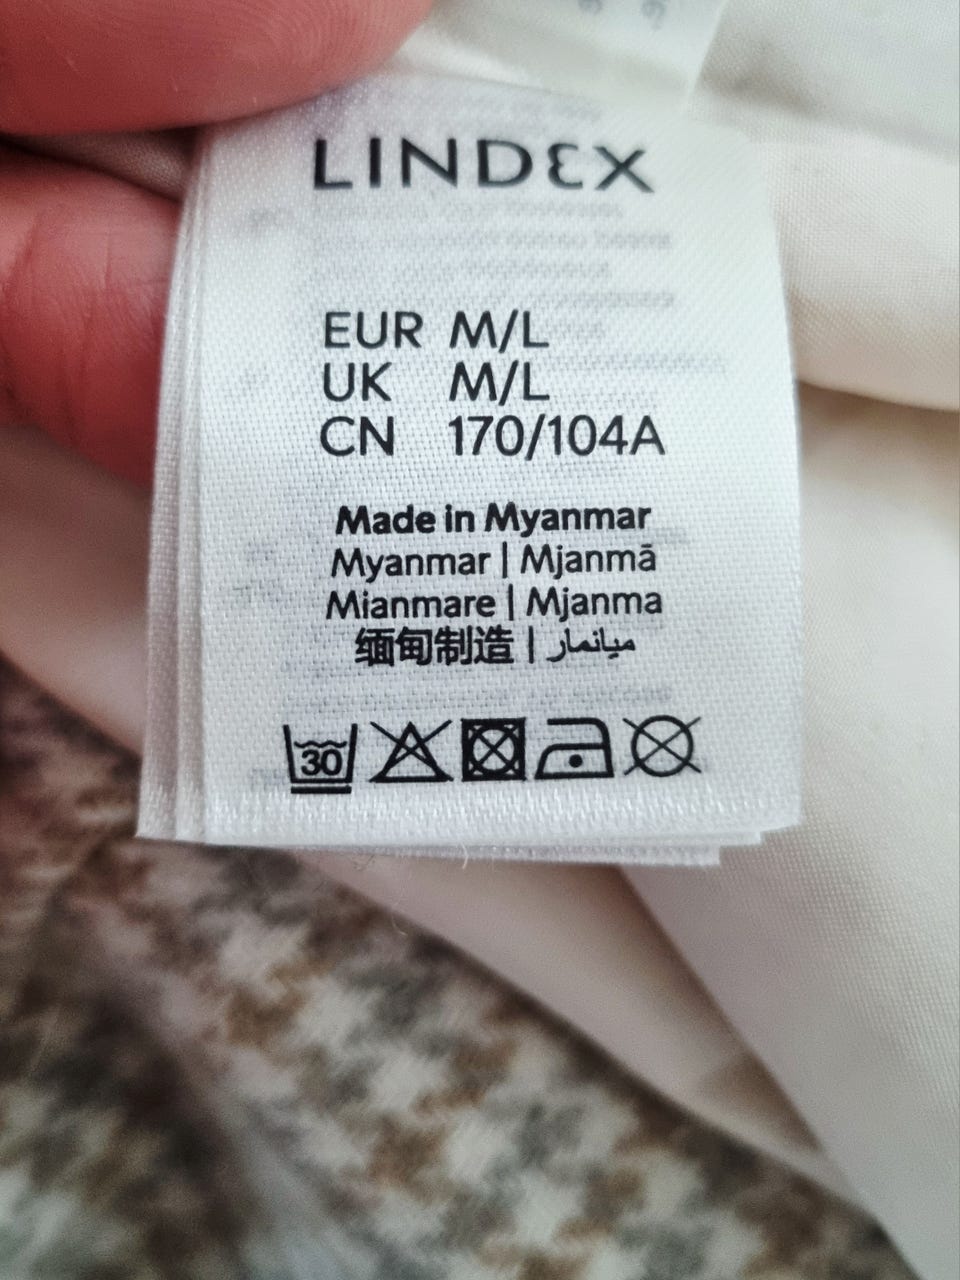 LINDEX
EUR M/L
UK M/L
CN 170/104A
Made in Myanmar
Myanmar | Mjanmā
Mianmare | Mjanma
缅甸制造 | ميانمار
30